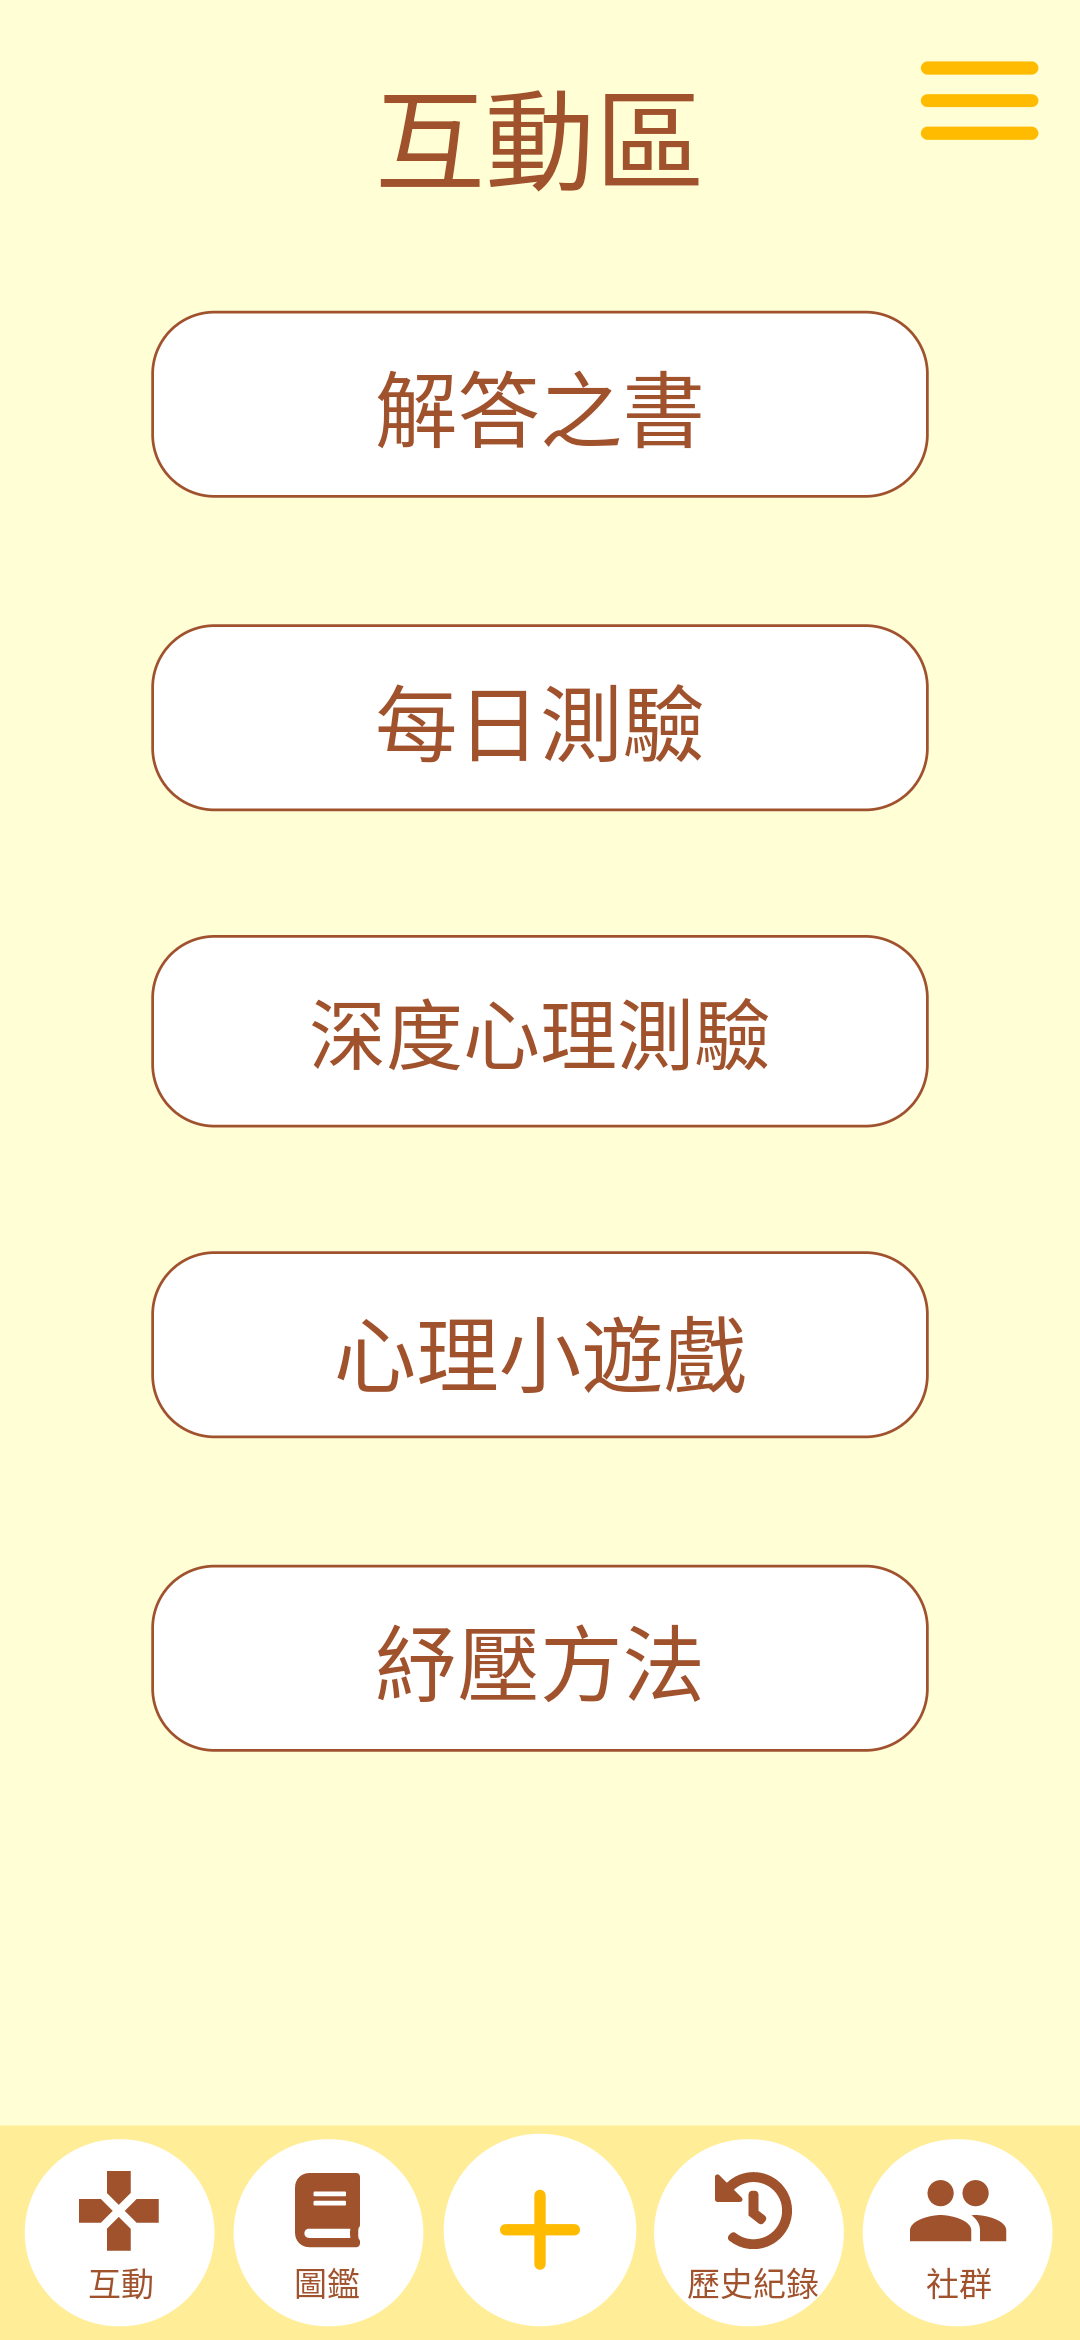 互動區
解答之書
每日測驗
深度心理測驗
心理小遊戲
紓壓方法
互動
圖鑑
歷史紀錄
社群